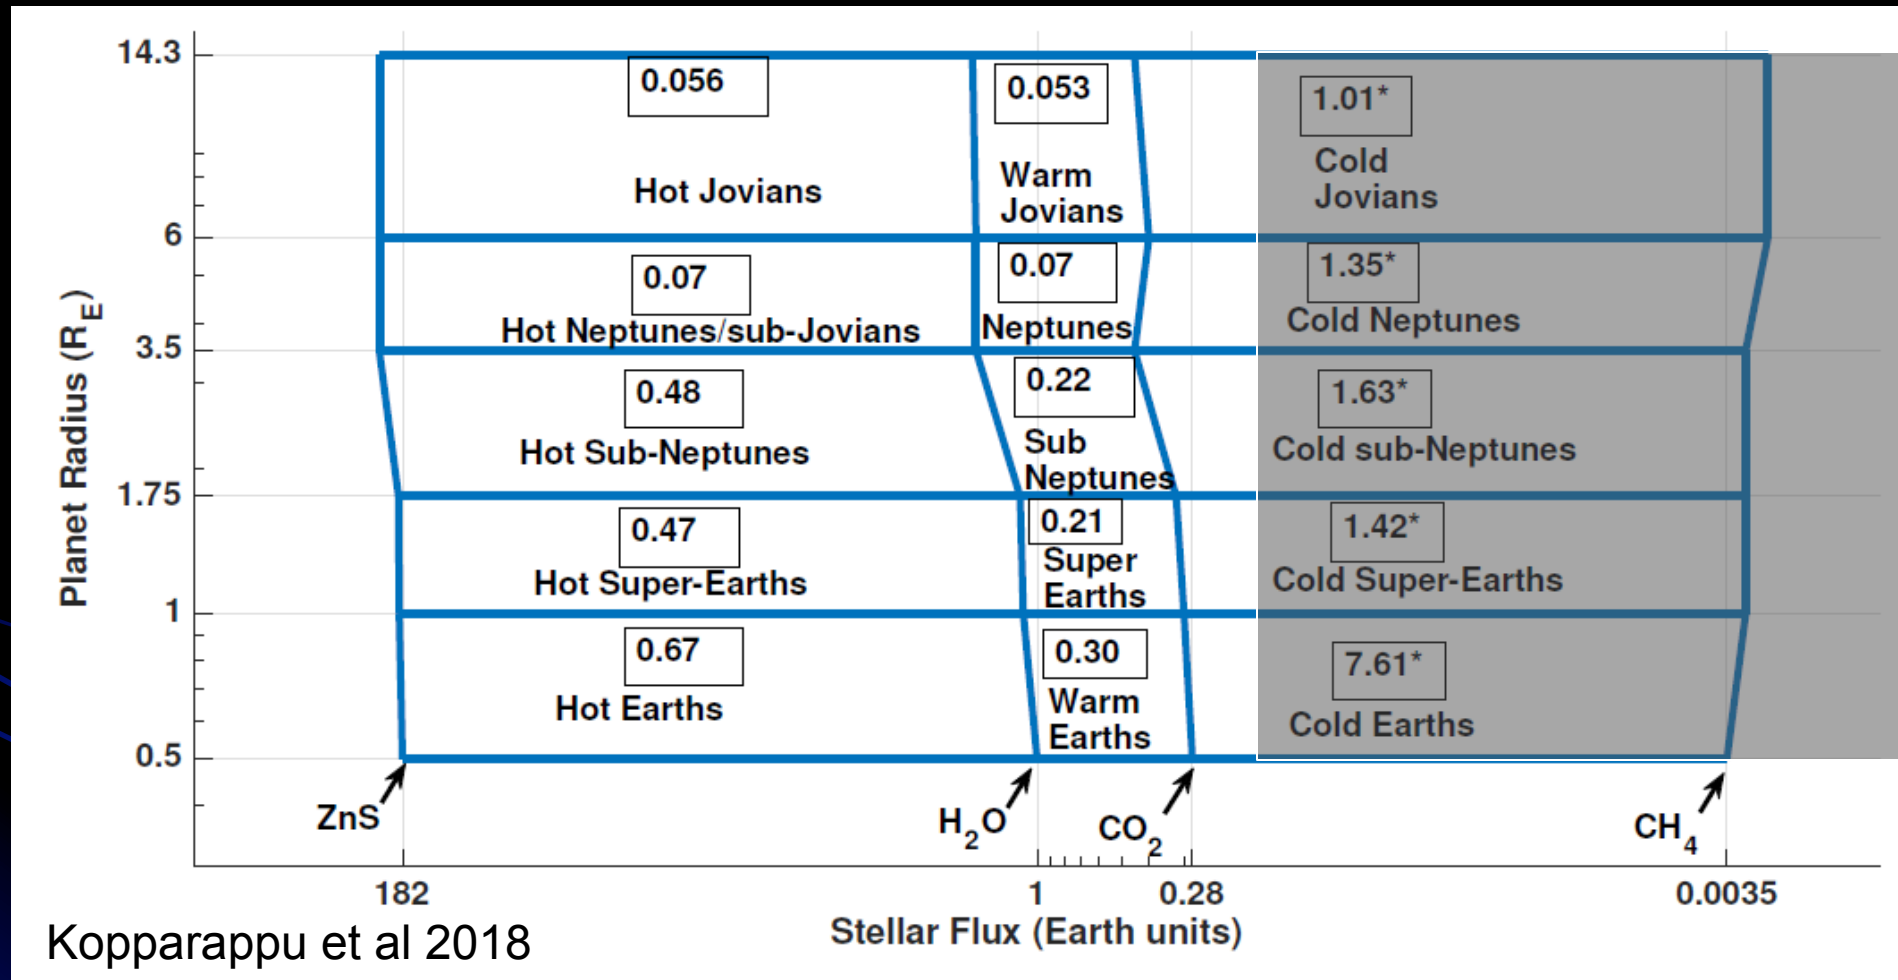 14.3
0.056
0.053
1.01*
Hot Jovians
Warm
Jovians
Cold
Jovians
6
0.07
0.07
1.35*
Hot Neptunes/sub-Jovians
Neptunes
Cold Neptunes
3.5
0.48
0.22
1.63*
Hot Sub-Neptunes
Sub
Neptunes
Cold sub-Neptunes
1.75
0.47
0.21
1.42*
Hot Super-Earths
Super
Earths
Cold Super-Earths
1
0.67
0.30
7.61*
Hot Earths
Warm
Earths
Cold Earths
0.5
Planet Radius (R_E)
ZnS
H₂O
CO₂
CH₄
182
1
0.28
0.0035
Stellar Flux (Earth units)
Kopparappu et al 2018